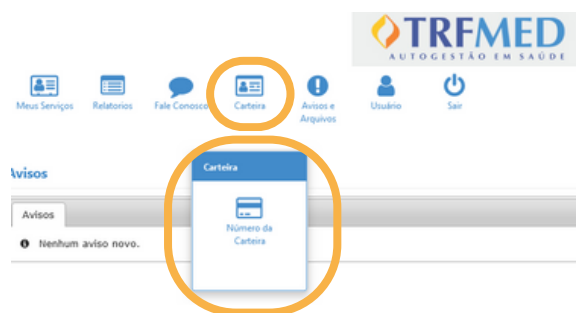 TRFMED
AUTOGESTÃO EM SAÚDE
Meus Serviços
Relatorios
Fale Conosco
Carteira
Avisos e
Arquivos
Usuário
Sair
Avisos
Carteira
Número da
Carteira
Avisos
Nenhum aviso novo.